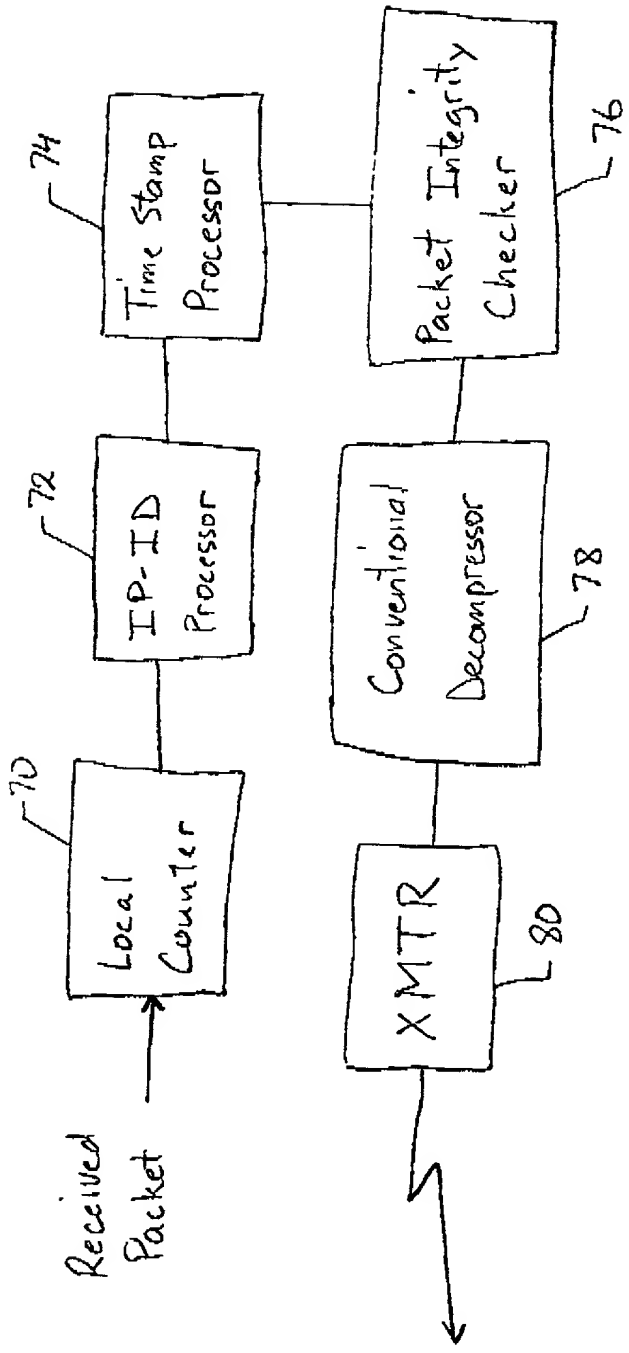 Received
Packet
70
Local
Counter
72
IP-ID
Processor
74
Time Stamp
Processor
Packet Integrity
Checker
76
Conventional
Decompressor
78
XMTR
80